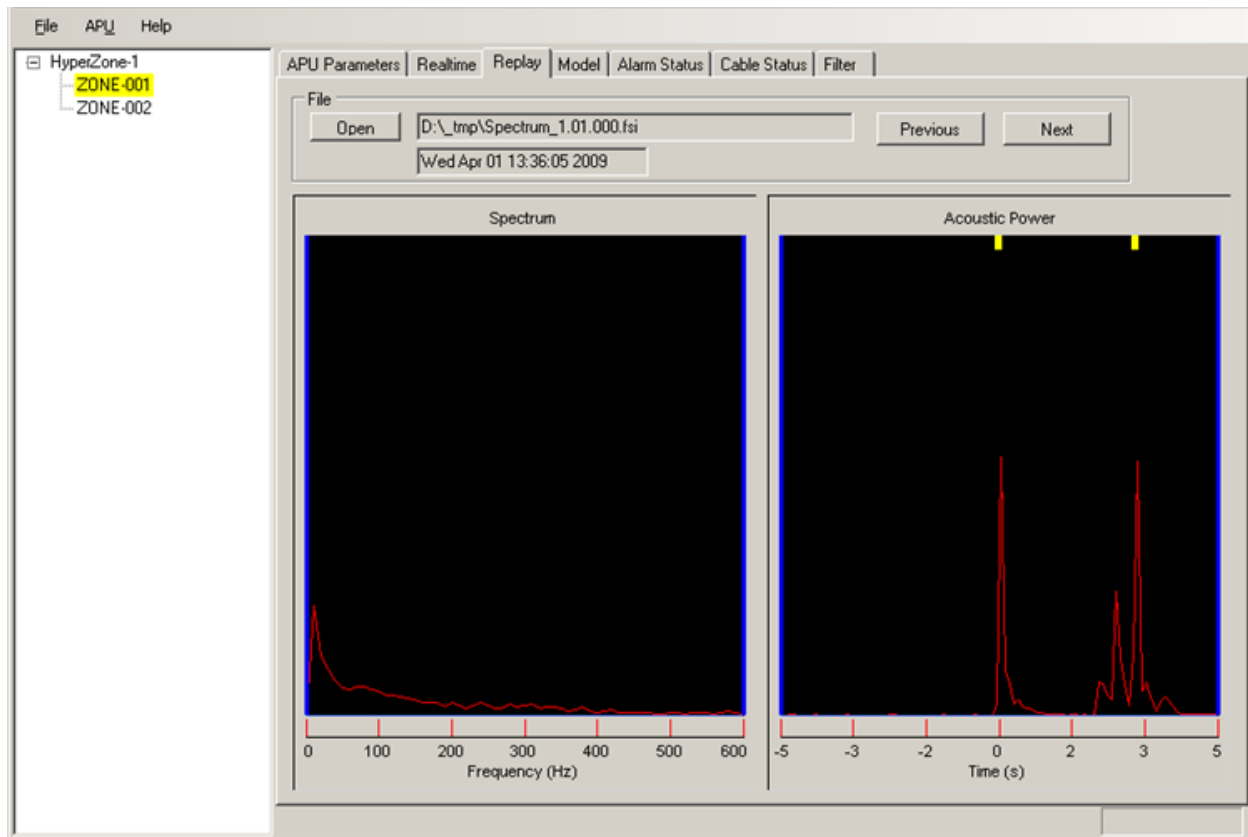 File APU Help
HyperZone-1
ZONE-001
ZONE-002
APU Parameters Realtime Replay Model Alarm Status Cable Status Filter
File
Open D:\_tmp\Spectrum_1.01.000.fsi Previous Next
Wed Apr 01 13:36:05 2009
Spectrum
0 100 200 300 400 500 600
Frequency (Hz)
Acoustic Power
-5 -3 -2 0 2 3 5
Time (s)